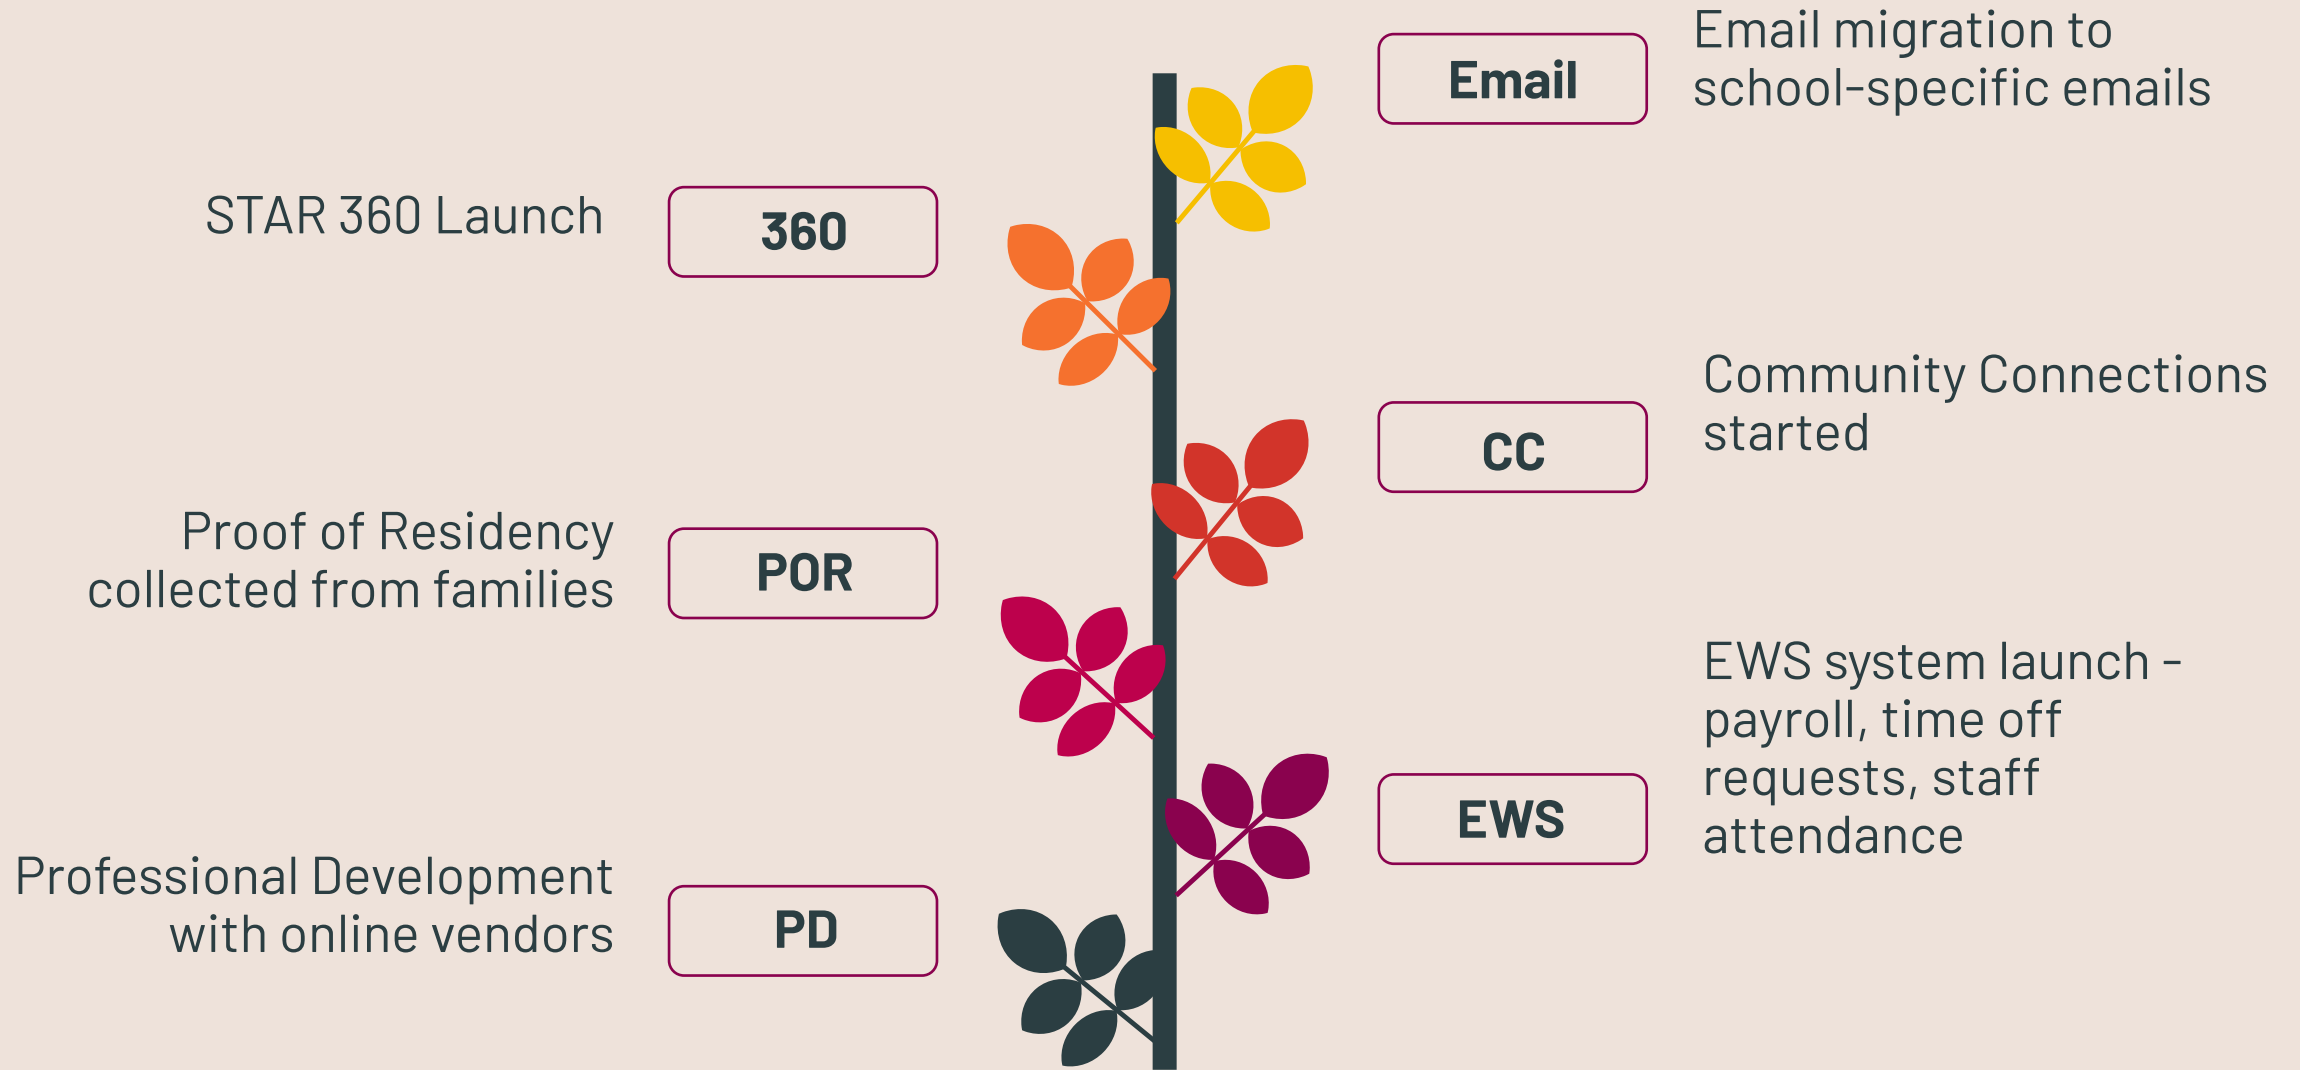 Email
Email migration to
school-specific emails
STAR 360 Launch
360
CC
Community Connections
started
Proof of Residency
collected from families
POR
EWS
EWS system launch -
payroll, time off
requests, staff
attendance
Professional Development
with online vendors
PD